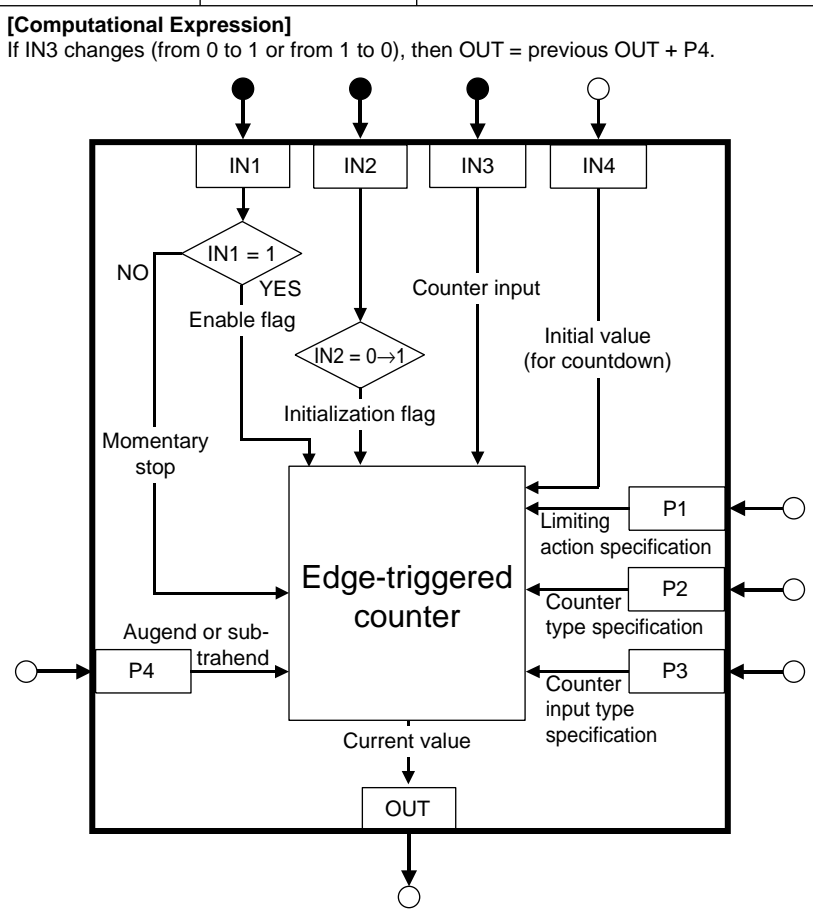 [Computational Expression]
If IN3 changes (from 0 to 1 or from 1 to 0), then OUT = previous OUT + P4.
IN1
IN2
IN3
IN4
IN1 = 1
NO
YES
Enable flag
Counter input
IN2 = 0→1
Initial value
(for countdown)
Initialization flag
Momentary
stop
P1
Limiting
action specification
Edge-triggered
counter
P2
Counter
type specification
Augend or sub-
trahend
P4
P3
Counter
input type
specification
Current value
OUT